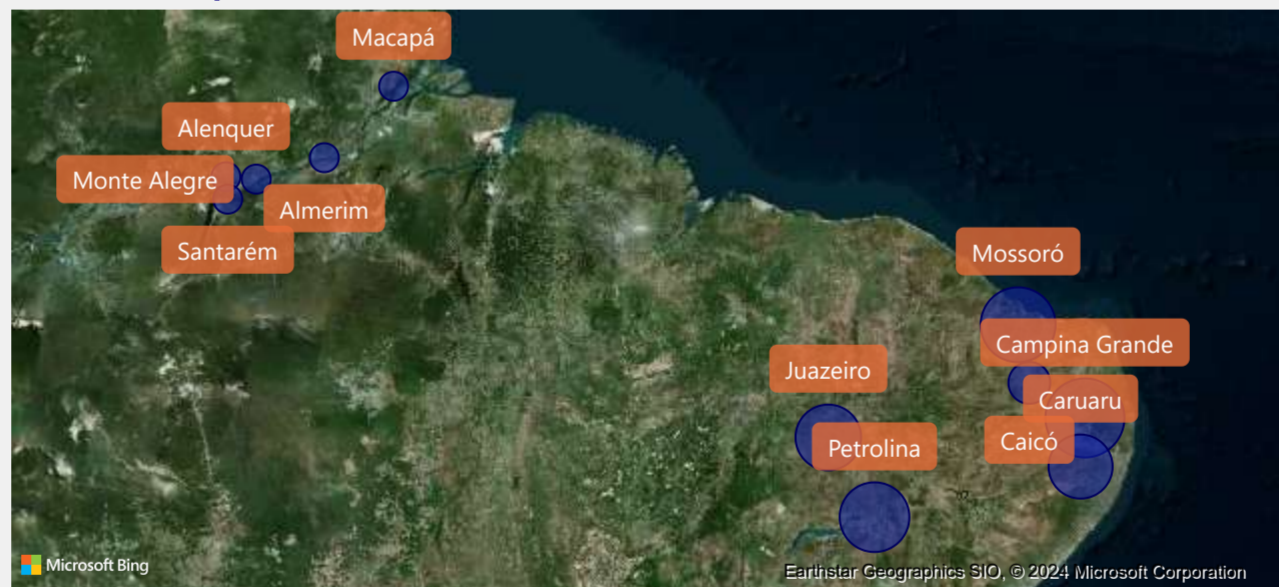 Macapá
Alenquer
Monte Alegre
Almerim
Santarém
Mossoró
Campina Grande
Juazeiro
Caruaru
Caicó
Petrolina
Microsoft Bing
Earthstar Geographics SIO, © 2024 Microsoft Corporation